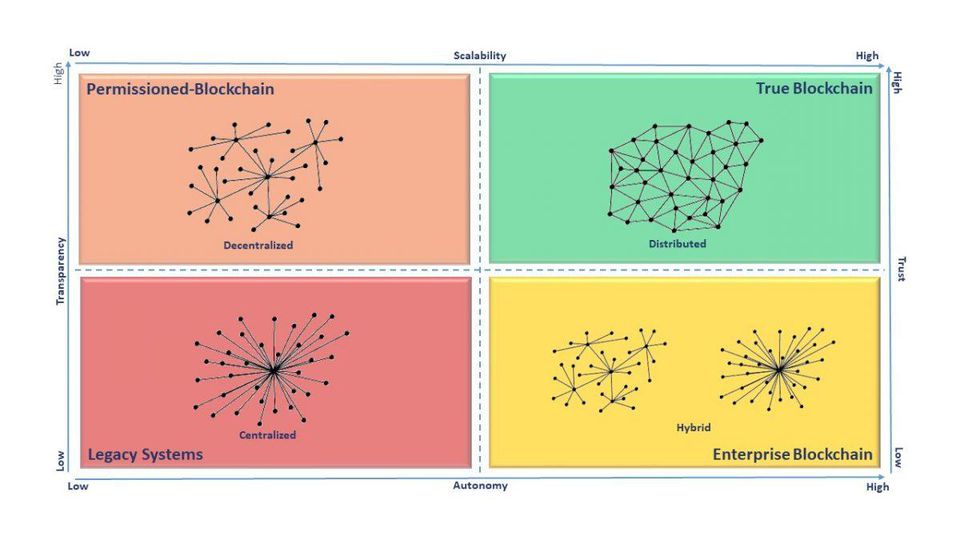 Low
Scalability
High
High
High
Permissioned-Blockchain
True Blockchain
Decentralized
Distributed
Transparency
Trust
Centralized
Hybrid
Legacy Systems
Enterprise Blockchain
Low
Low
Low
Autonomy
High